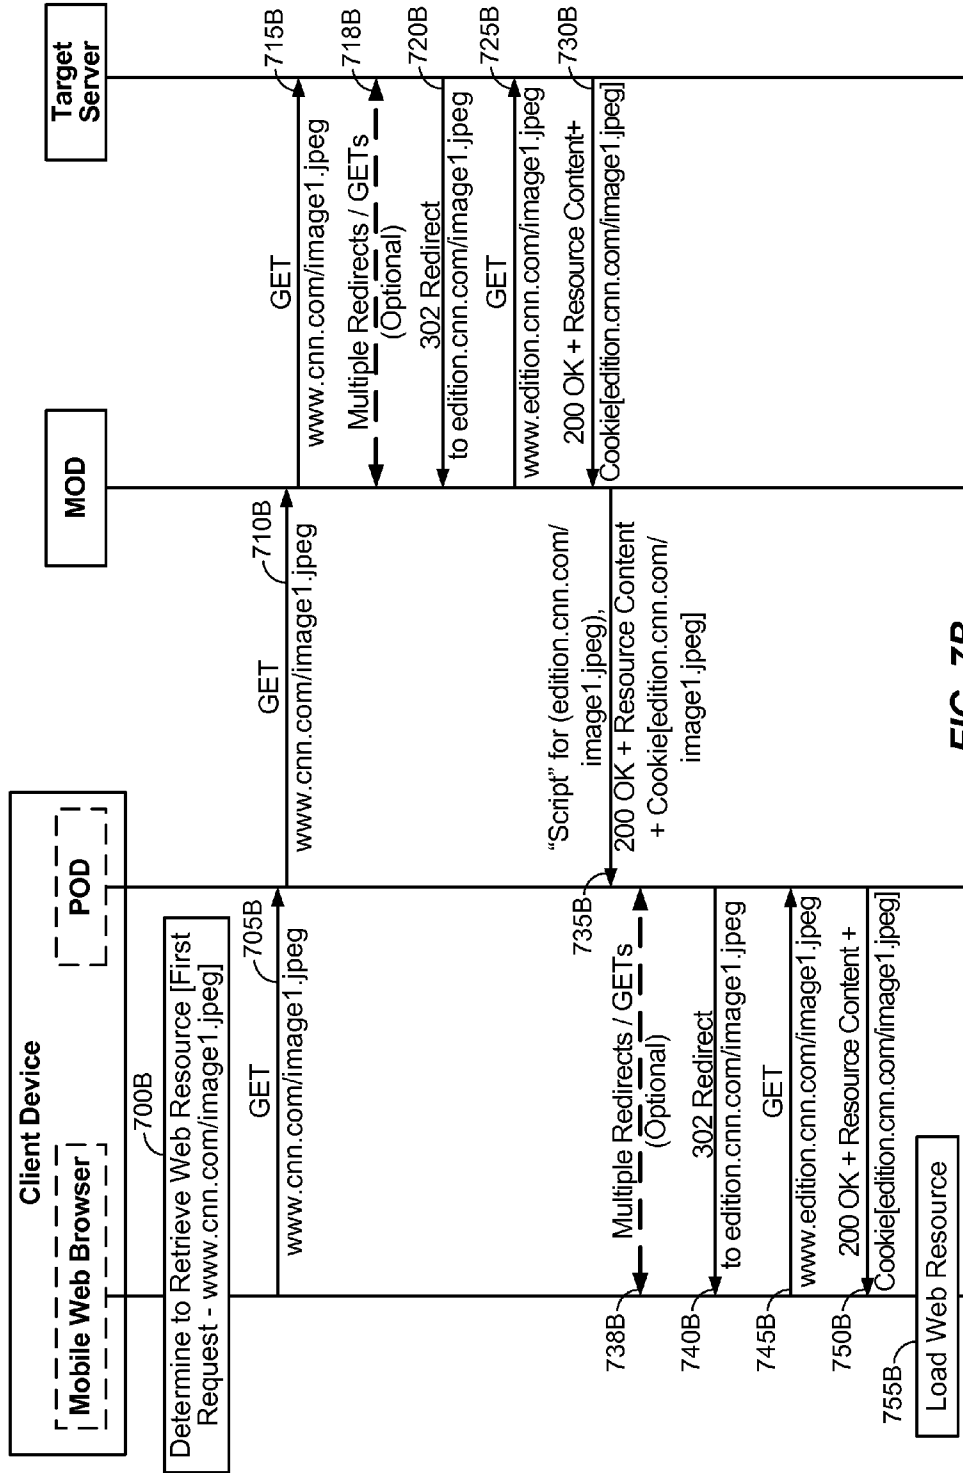 Client Device
Mobile Web Browser
POD
MOD
Target
Server
700B
Determine to Retrieve Web Resource [First
Request - www.cnn.com/image1.jpeg]
GET
705B
www.cnn.com/image1.jpeg
GET
710B
www.cnn.com/image1.jpeg
GET
715B
www.cnn.com/image1.jpeg
Multiple Redirects / GETs
718B
(Optional)
302 Redirect
720B
to edition.cnn.com/image1.jpeg
GET
725B
www.edition.cnn.com/image1.jpeg
200 OK + Resource Content+
730B
Cookie[edition.cnn.com/image1.jpeg]
"Script" for (edition.cnn.com/
image1.jpeg),
735B
200 OK + Resource Content
+ Cookie[edition.cnn.com/
image1.jpeg]
738B
Multiple Redirects / GETs
(Optional)
740B
302 Redirect
to edition.cnn.com/image1.jpeg
745B
GET
www.edition.cnn.com/image1.jpeg
750B
200 OK + Resource Content +
Cookie[edition.cnn.com/image1.jpeg]
755B
Load Web Resource
FIG. 7B